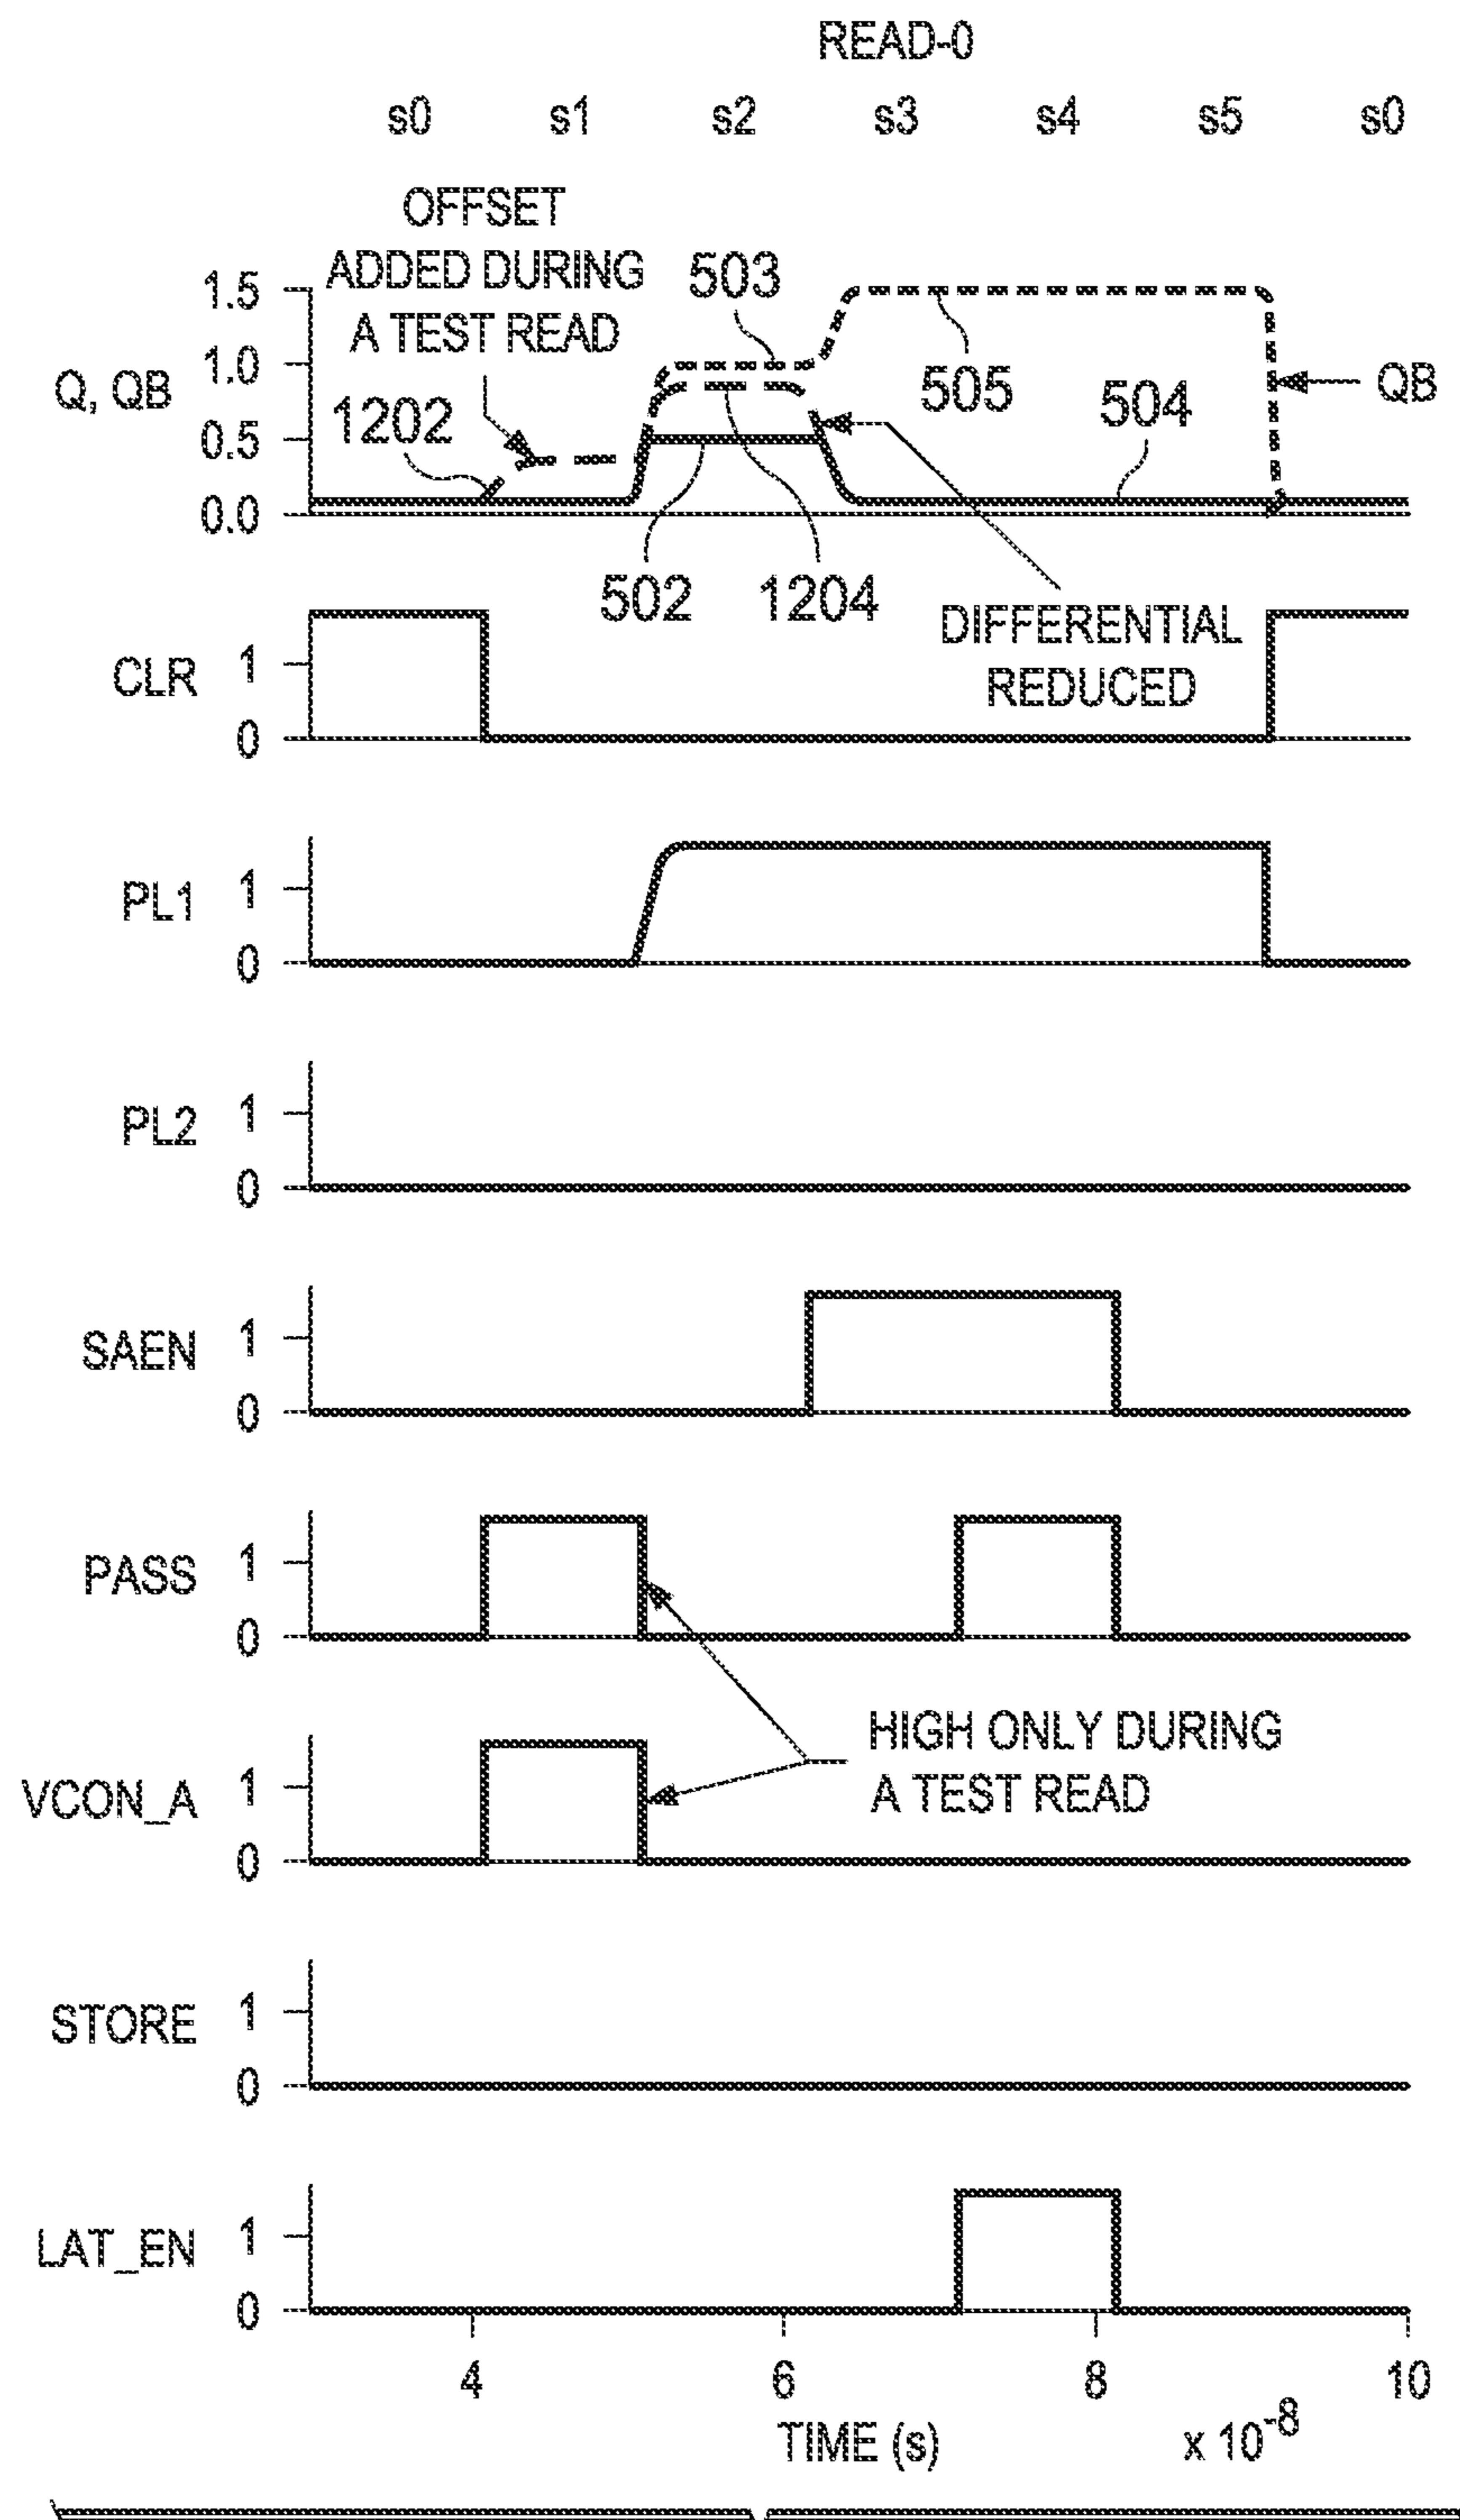 READ-0
s0 s1 s2 s3 s4 s5 s0
OFFSET
ADDED DURING
A TEST READ
503
1.5
1.0
0.5
0.0
Q, QB
1202
505
504
QB
502
1204
DIFFERENTIAL
REDUCED
CLR
1
0
PL1
1
0
PL2
1
0
SAEN
1
0
PASS
1
0
HIGH ONLY DURING
A TEST READ
VCON_A
1
0
STORE
1
0
LAT_EN
1
0
4 6 8 10
TIME (s)
x 10-8